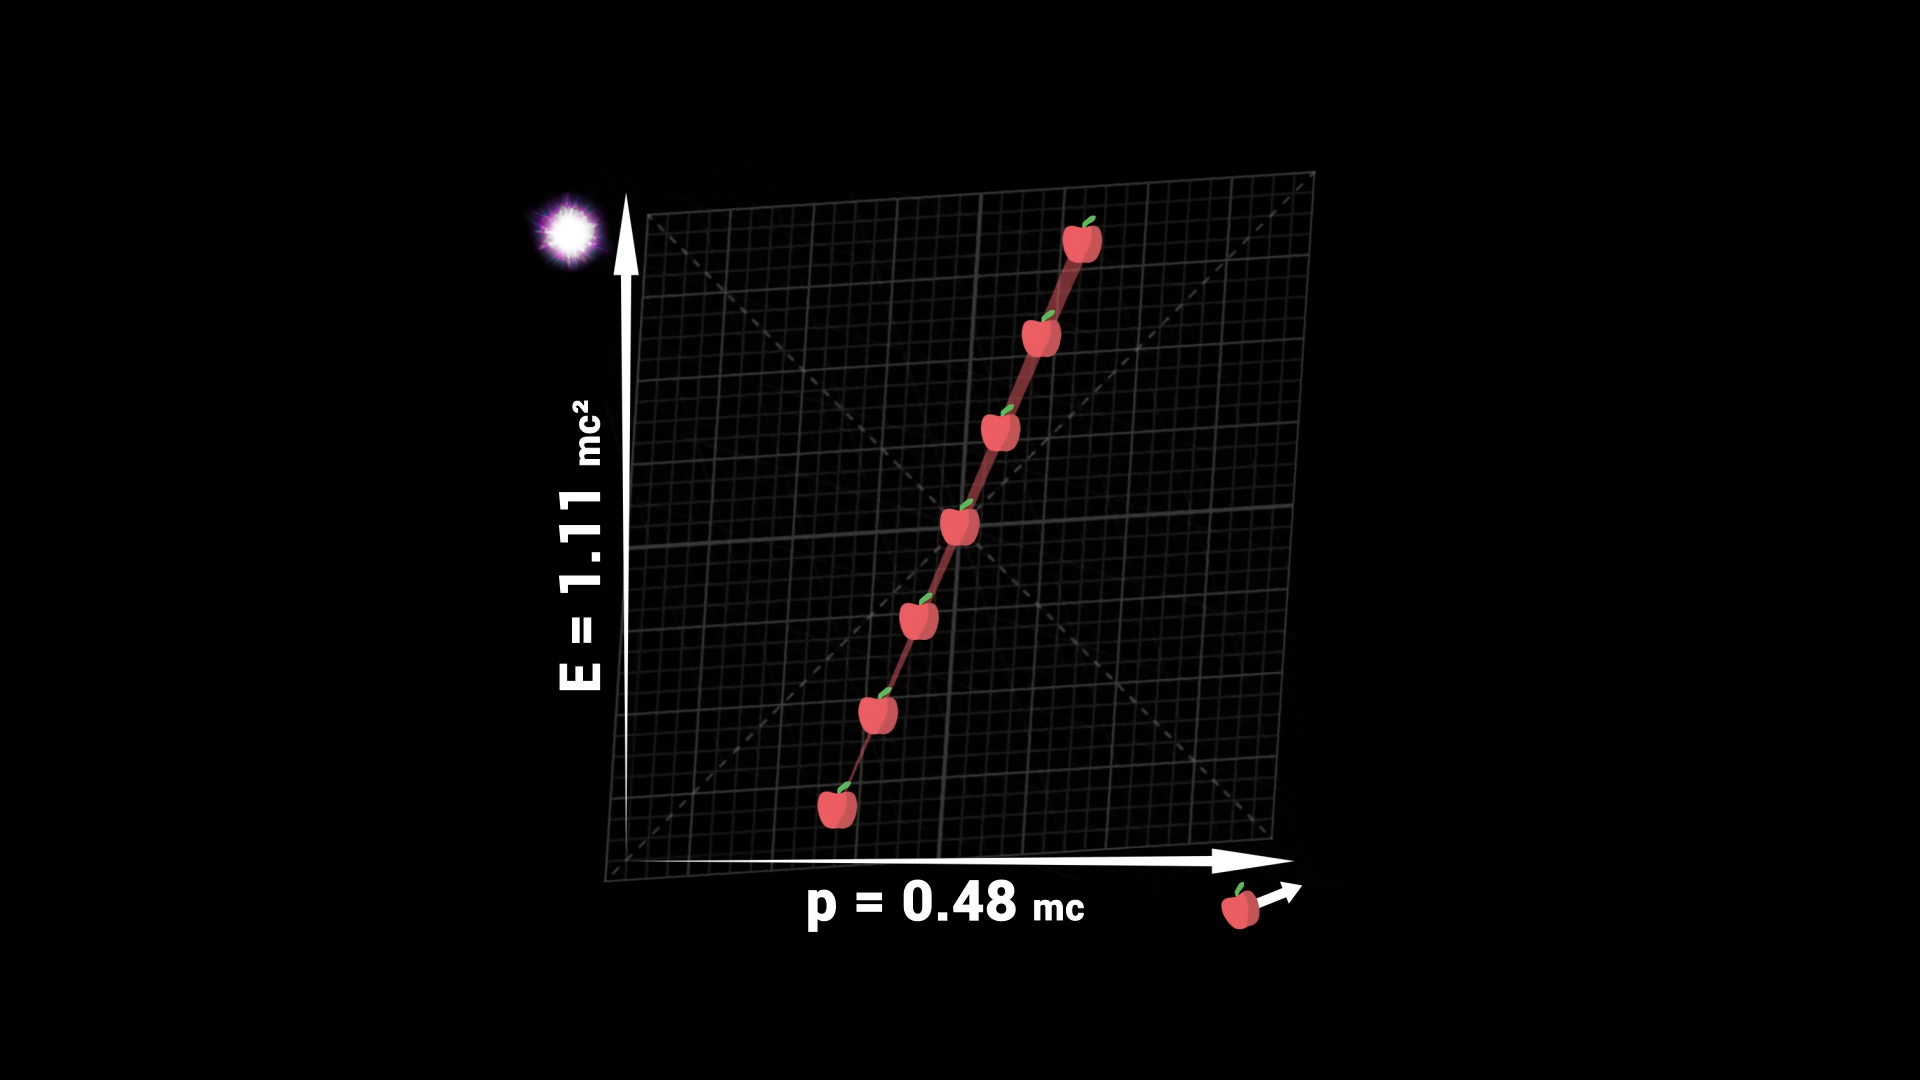 E = 1.11 mc²
p = 0.48 mc